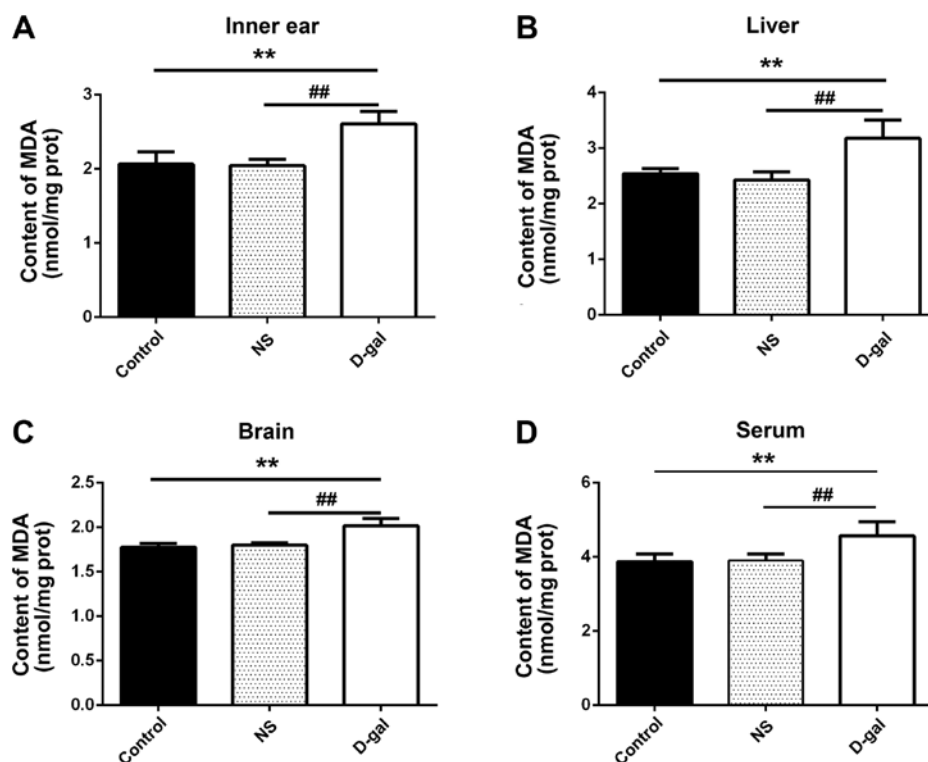 A
Inner ear
**
##
Content of MDA
(nmol/mg prot)
3
2
1
0
Control
NS
D-gal
B
Liver
**
##
Content of MDA
(nmol/mg prot)
4
3
2
1
0
Control
NS
D-gal
C
Brain
**
##
Content of MDA
(nmol/mg prot)
2.5
2.0
1.5
1.0
0.5
0.0
Control
NS
D-gal
D
Serum
**
##
Content of MDA
(nmol/mg prot)
6
4
2
0
Control
NS
D-gal